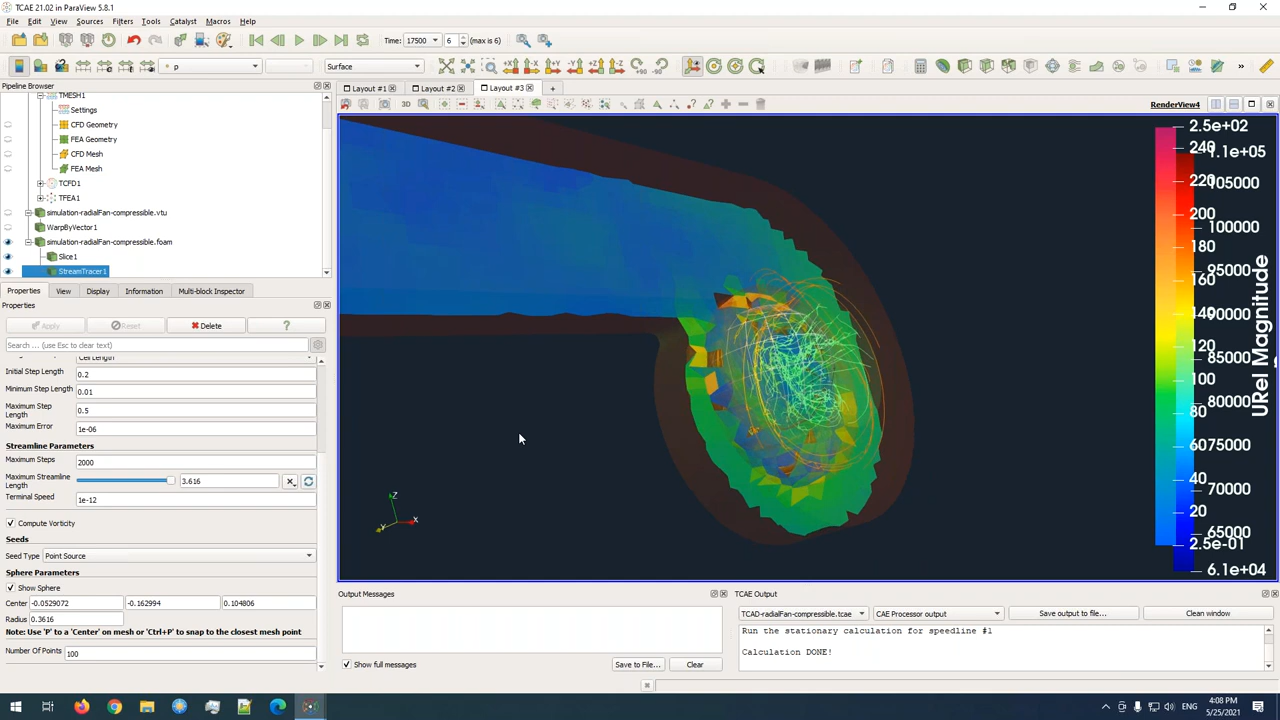 TCAE 21.02 in ParaView 5.8.1
File Edit View Sources Filters Tools Catalyst Macros Help
Time: 17500 6 (max is 6)
p
Surface
Pipeline Browser
Layout #1
Layout #2
Layout #3
RenderView4
TMESH1
Settings
CFD Geometry
FEA Geometry
CFD Mesh
FEA Mesh
TCFD1
TFEA1
simulation-radialFan-compressible.vtu
WarpByVector1
simulation-radialFan-compressible.foam
Slice1
StreamTracer1
Properties View Display Information Multi-block Inspector
Properties
Apply Reset Delete ?
Search ... (use Esc to clear text)
Cell Length
Initial Step Length 0.2
Minimum Step Length 0.01
Maximum Step Length 0.5
Maximum Error 1e-06
Streamline Parameters
Maximum Steps 2000
Maximum Streamline Length 3.616
Terminal Speed 1e-12
Compute Vorticity
Seeds
Seed Type Point Source
Sphere Parameters
Show Sphere
Center -0.0529072 -0.162994 0.104806
Radius 0.3616
Note: Use 'P' to a 'Center' on mesh or 'Ctrl+P' to snap to the closest mesh point
Number Of Points 100
3D
2.5e+02
240
1.1e+05
105000
220
200
100000
180
95000
160
140
120
85000
100
80000
80
75000
60
40
70000
20
65000
2.5e-01
6.1e+04
URel Magnitude
Z
Y
X
Output Messages
Show full messages
Save to File...
Clear
TCAE Output
TCAD-radialFan-compressible.tcae
CAE Processor output
Save output to file...
Clean window
Run the stationary calculation for speedline #1
Calculation DONE!
ENG
4:08 PM
5/25/2021